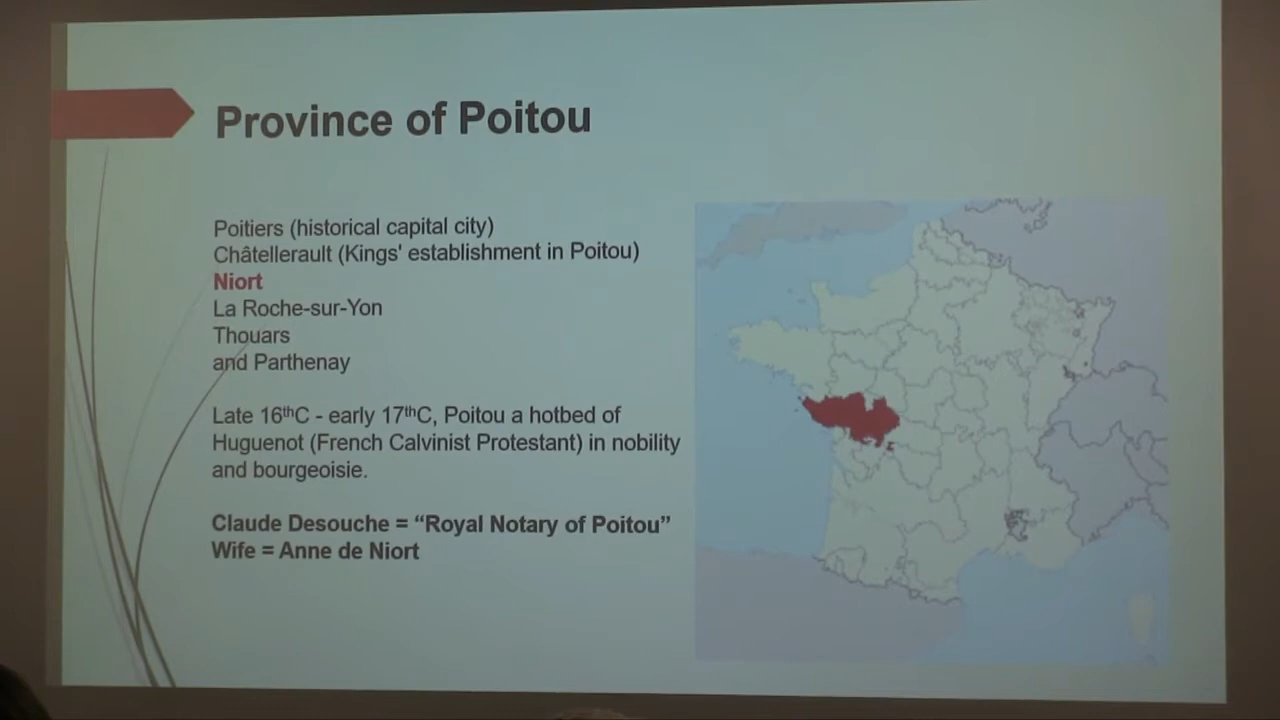 Province of Poitou
Poitiers (historical capital city)
Châtellerault (Kings' establishment in Poitou)
Niort
La Roche-sur-Yon
Thouars
and Parthenay
Late 16thC - early 17thC, Poitou a hotbed of
Huguenot (French Calvinist Protestant) in nobility
and bourgeoisie.
Claude Desouche = “Royal Notary of Poitou”
Wife = Anne de Niort